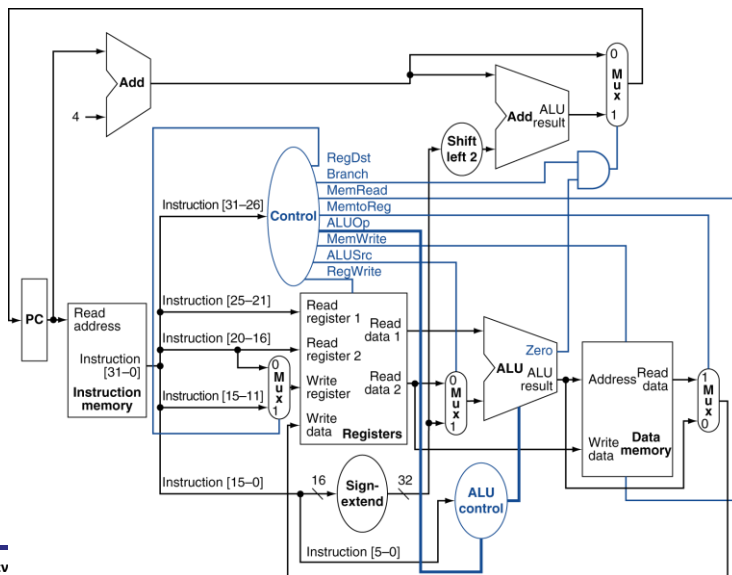 0
M
u
x
1
Add
4
Add ALU
result
Shift
left 2
RegDst
Branch
MemRead
MemtoReg
ALUOp
MemWrite
ALUSrc
RegWrite
Control
Instruction [31–26]
Instruction [25–21]
Instruction [20–16]
Instruction [15–11]
PC
Read
address
Instruction
[31–0]
Instruction
memory
0
M
u
x
1
Read
register 1
Read
data 1
Read
register 2
Write
register
Read
data 2
Write
data
Registers
0
M
u
x
1
Zero
ALU ALU
result
Address
Read
data
Write
data
Data
memory
1
M
u
x
0
Instruction [15–0]
16
Sign-
extend
32
ALU
control
Instruction [5–0]